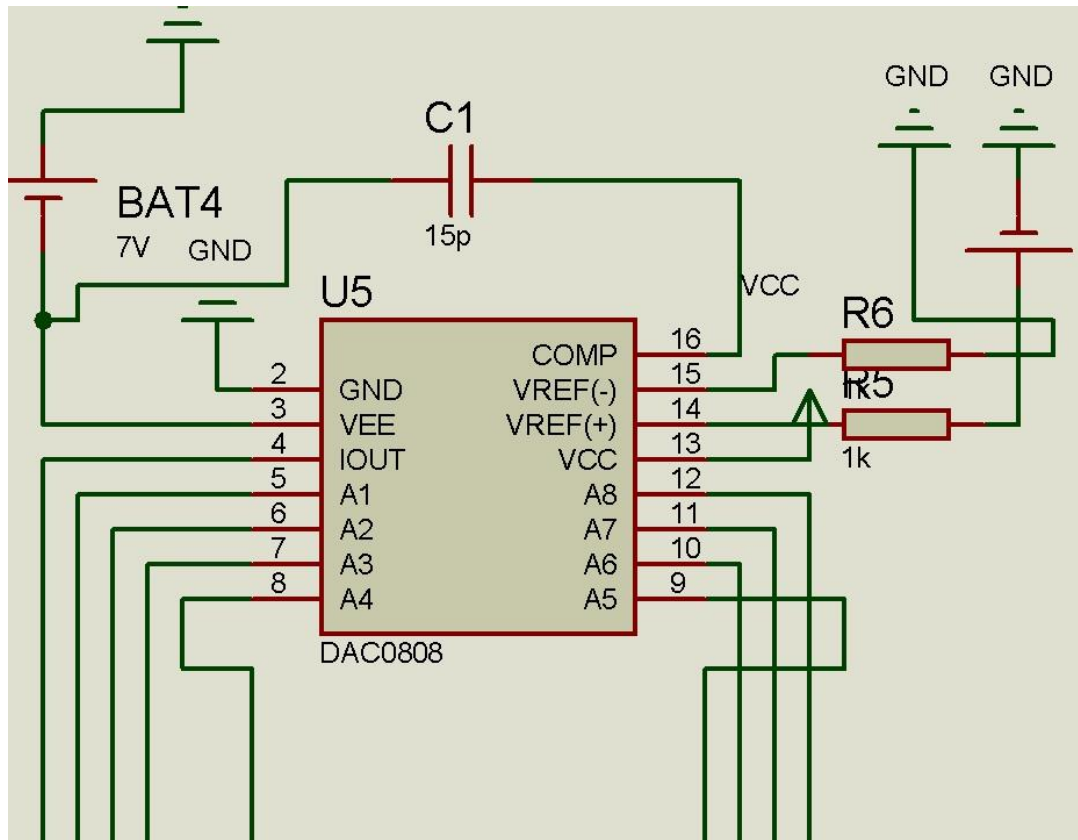 GND GND
C1
BAT4
15p
7V
GND
VCC
U5
R6
COMP 16
2 GND VREF(-) 15
1k
R5
3 VEE VREF(+) 14
4 IOUT VCC 13
1k
5 A1 A8 12
6 A2 A7 11
7 A3 A6 10
8 A4 A5 9
DAC0808